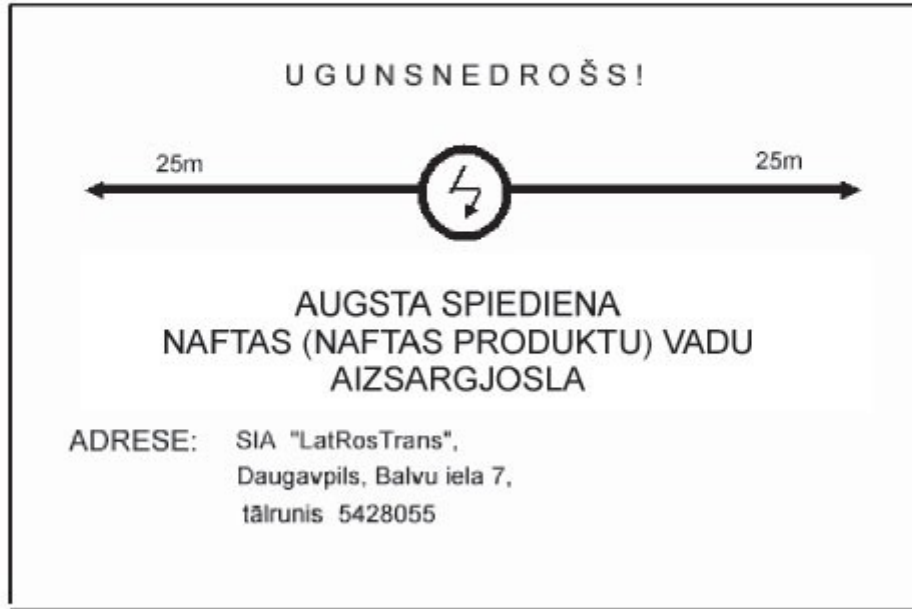 UGUNSNEDROŠS!
25m 25m
AUGSTA SPIEDIENA
NAFTAS (NAFTAS PRODUKTU) VADU
AIZSARGJOSLA
ADRESE: SIA "LatRosTrans",
Daugavpils, Balvu iela 7,
tālrunis 5428055